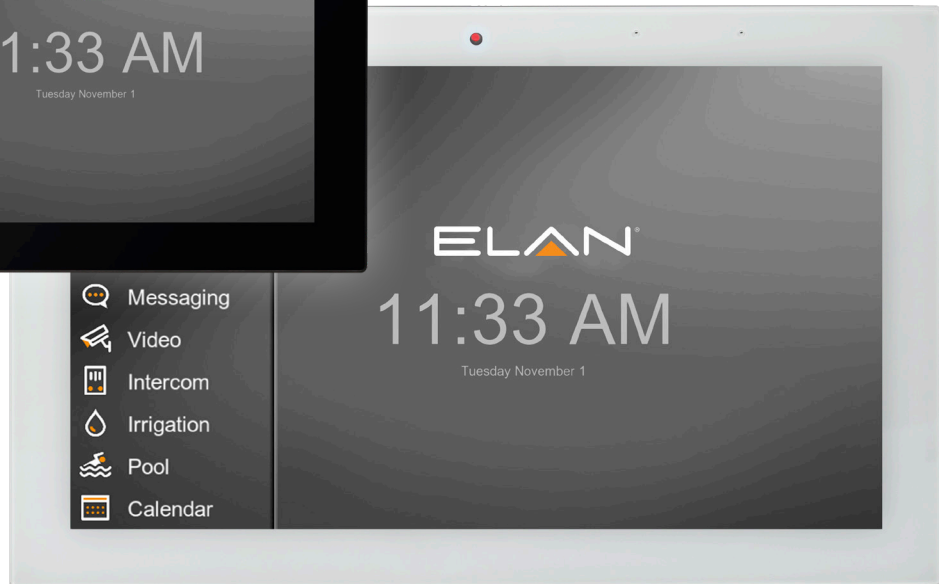 1:33 AM
Tuesday November 1
ELAN®
11:33 AM
Tuesday November 1
Messaging
Video
Intercom
Irrigation
Pool
Calendar